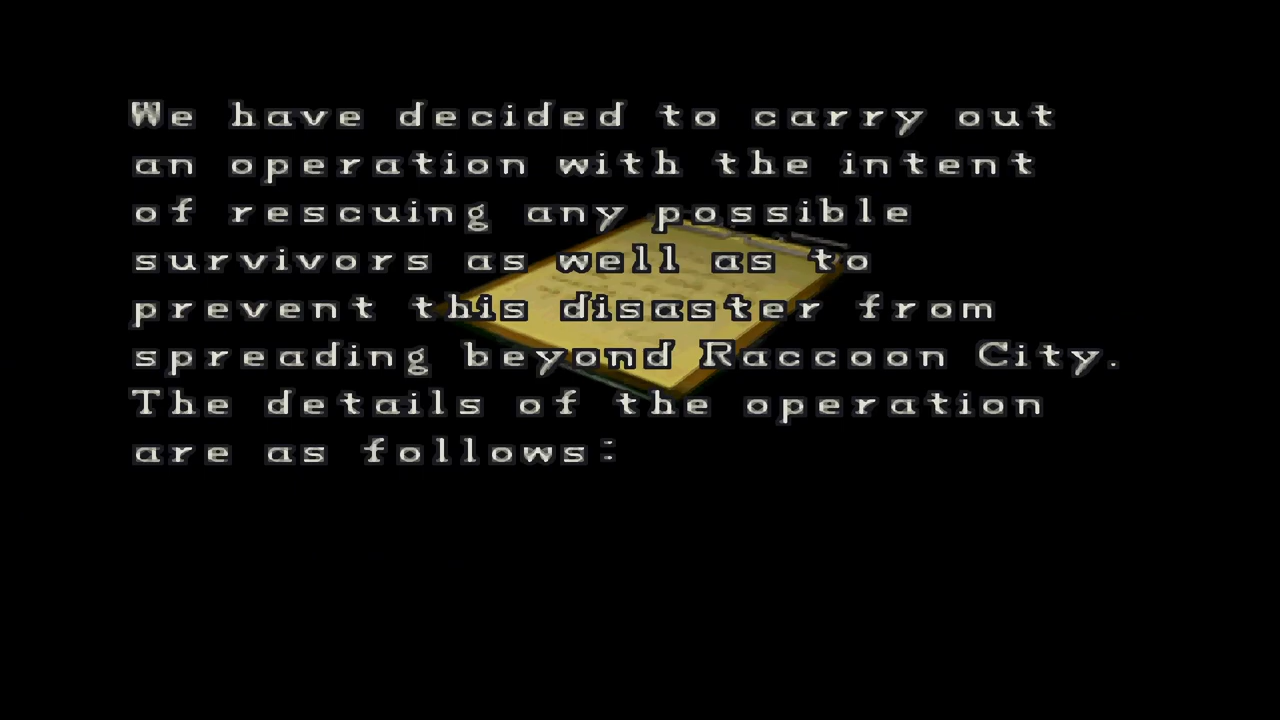 We have decided to carry out
an operation with the intent
of rescuing any possible
survivors as well as to
prevent this disaster from
spreading beyond Raccoon City.
The details of the operation
are as follows: